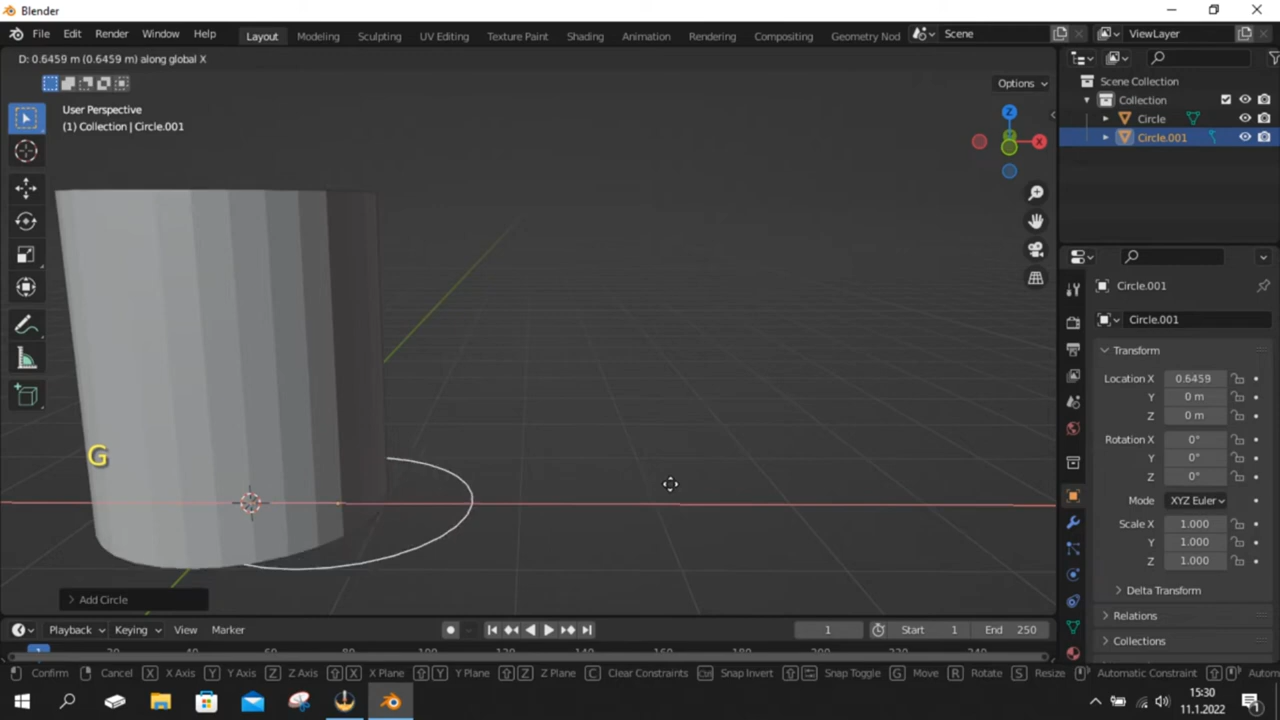 Blender
File Edit Render Window Help Layout Modeling Sculpting UV Editing Texture Paint Shading Animation Rendering Compositing Geometry Nod Scene ViewLayer
D: 0.6459 m (0.6459 m) along global X
Options
User Perspective
(1) Collection | Circle.001
Z
X
Scene Collection
Collection
Circle
Circle.001
Circle.001
Circle.001
Transform
Location X 0.6459
Y 0 m
Z 0 m
Rotation X 0°
Y 0°
Z 0°
Mode XYZ Euler
Scale X 1.000
Y 1.000
Z 1.000
Delta Transform
Relations
Collections
G
Add Circle
Playback Keying View Marker 1 Start 1 End 250
1
Confirm Cancel X X Axis Y Y Axis Z Z Axis X X Plane Y Y Plane Z Z Plane C Clear Constraints Ctrl Snap Invert Snap Toggle G Move R Rotate S Resize Automatic Constraint Autom
15:30
11.1.2022
1